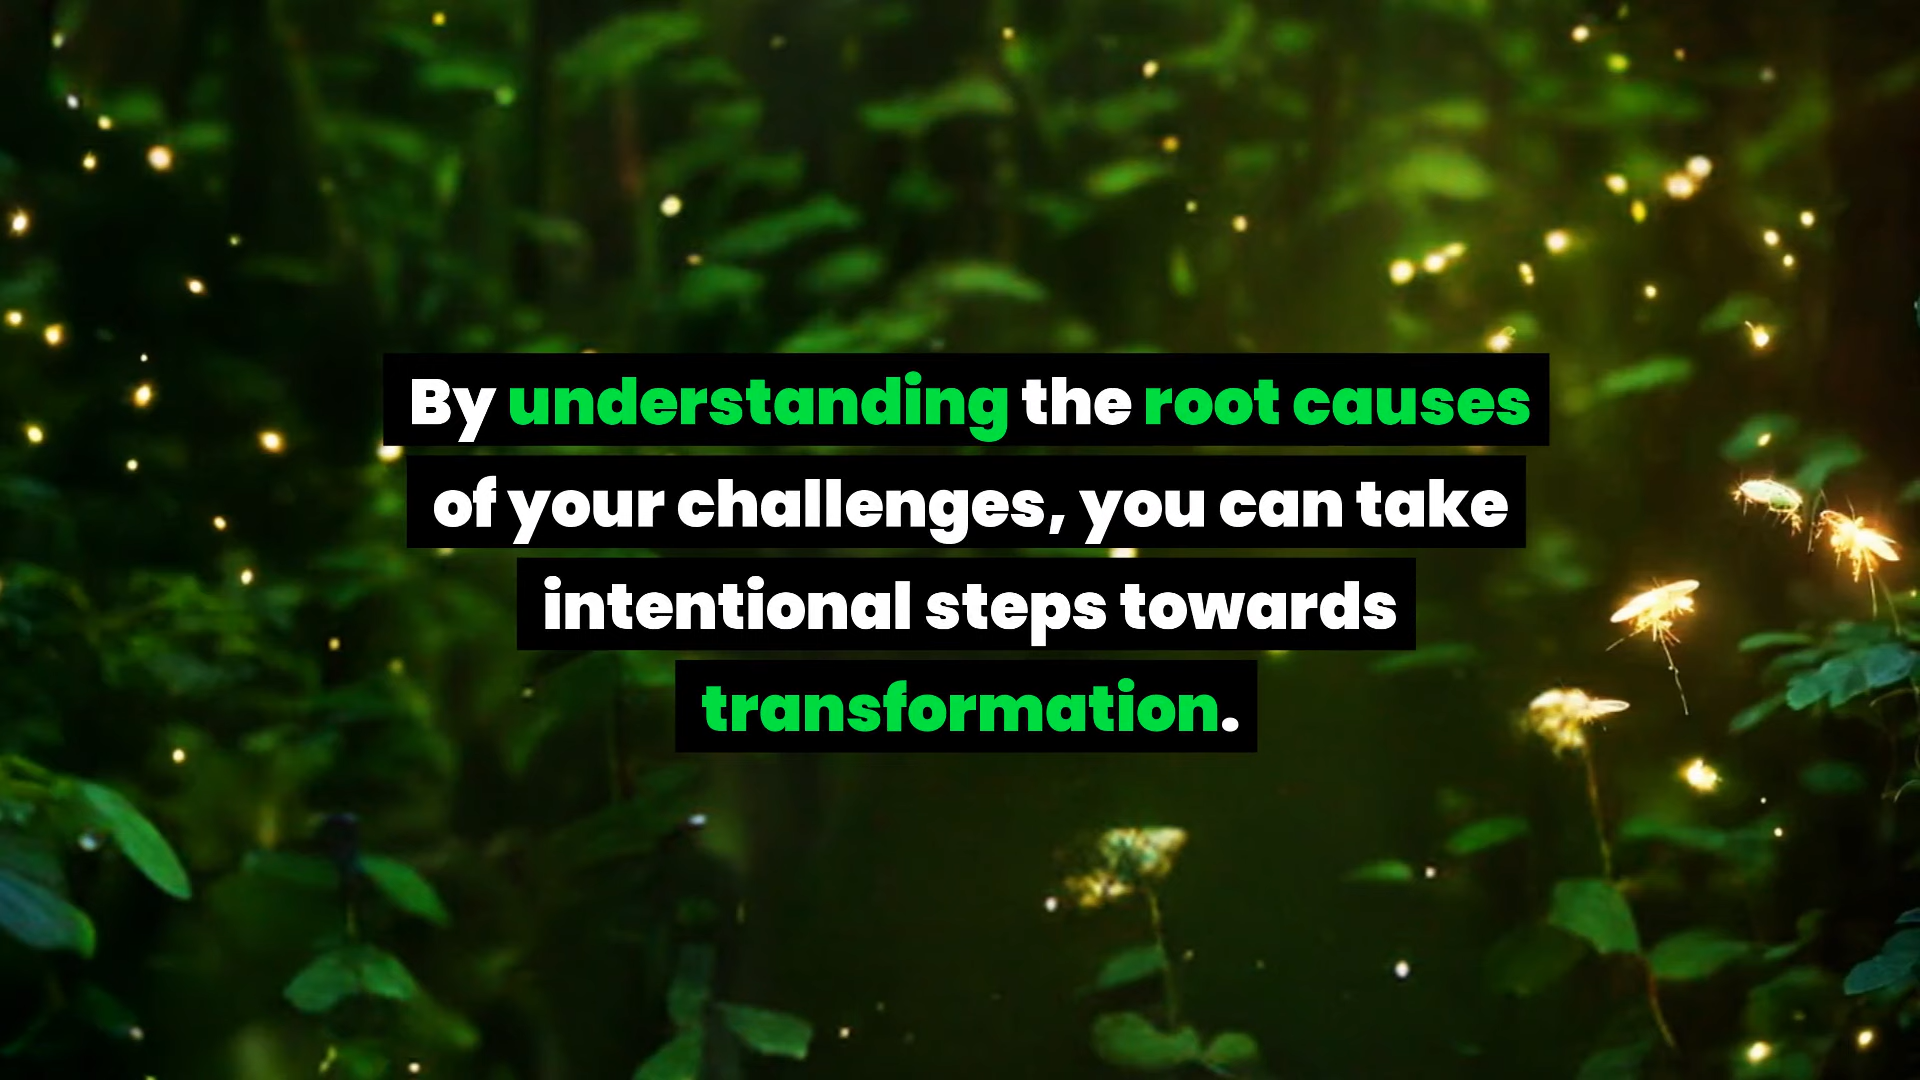 By understanding the root causes
of your challenges, you can take
intentional steps towards
transformation.